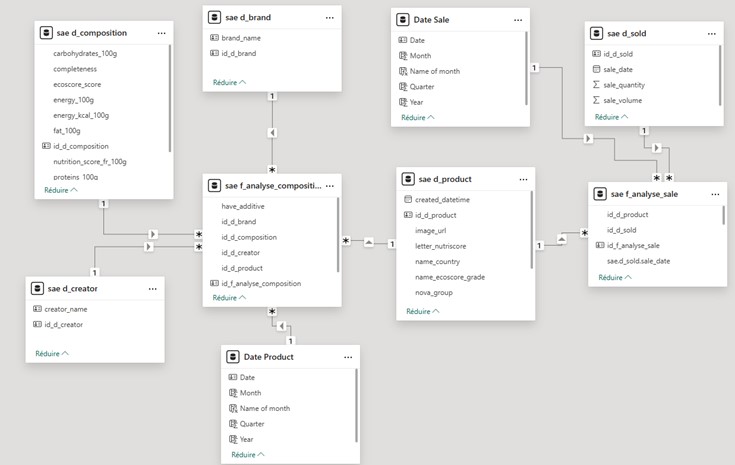 sae d_composition
carbohydrates_100g
completeness
ecoscore_score
energy_100g
energy_kcal_100g
fat_100g
id_d_composition
nutrition_score_fr_100g
proteins_100g
Réduire
sae d_brand
brand_name
id_d_brand
Réduire
Date Sale
Date
Month
Name of month
Quarter
Year
Réduire
sae d_sold
id_d_sold
sale_date
sale_quantity
sale_volume
Réduire
1
1
1
1
*
*
*
*
*
sae f_analyse_compositi...
have_additive
id_d_brand
id_d_composition
id_d_creator
id_d_product
id_f_analyse_composition
Réduire
*
1
sae d_product
created_datetime
id_d_product
image_url
letter_nutriscore
name_country
name_ecoscore_grade
nova_group
Réduire
1
*
sae f_analyse_sale
id_d_product
id_d_sold
id_f_analyse_sale
sae.d_sold.sale_date
Réduire
1
sae d_creator
creator_name
id_d_creator
Réduire
*
1
Date Product
Date
Month
Name of month
Quarter
Year
Réduire